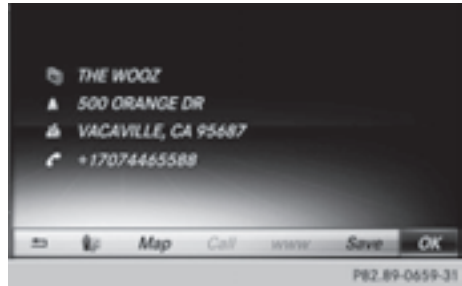 THE WOOZ
500 ORANGE DR
VACAVILLE, CA 95687
+17074465588
Map Call www Save OK
P82.89-0659-31